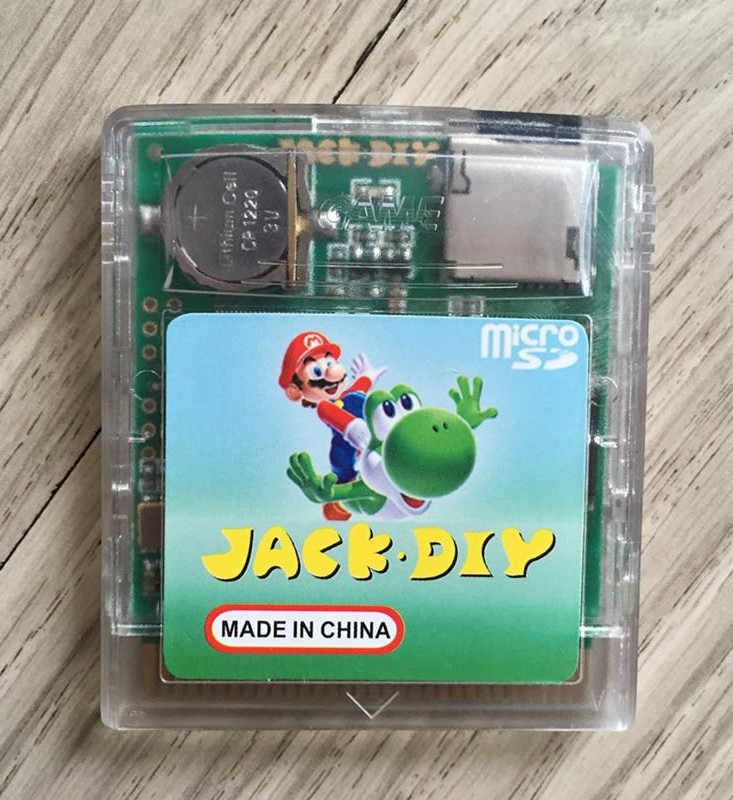 JACK·DIY
GAME
Lithium Cell
CR1220
3V
M
Micro
SD
JACK·DIY
MADE IN CHINA